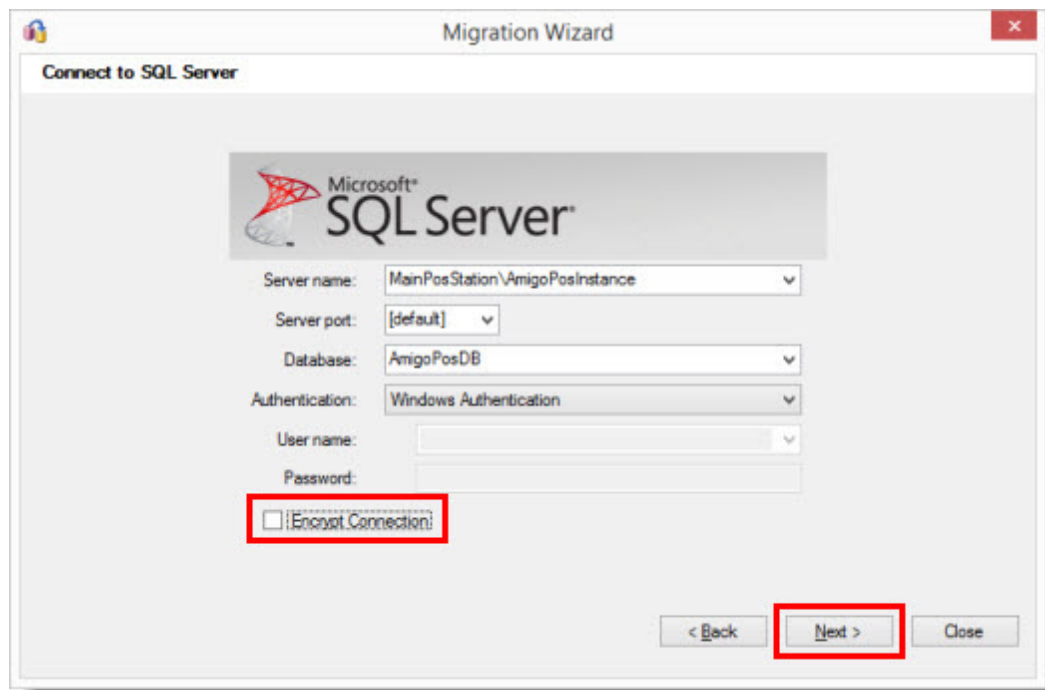 Migration Wizard
Connect to SQL Server
Microsoft®
SQL Server®
™
Server name: MainPosStation\AmigoPosInstance
Server port: [default]
Database: AmigoPosDB
Authentication: Windows Authentication
User name:
Password:
Encrypt Connection
< Back Next > Close